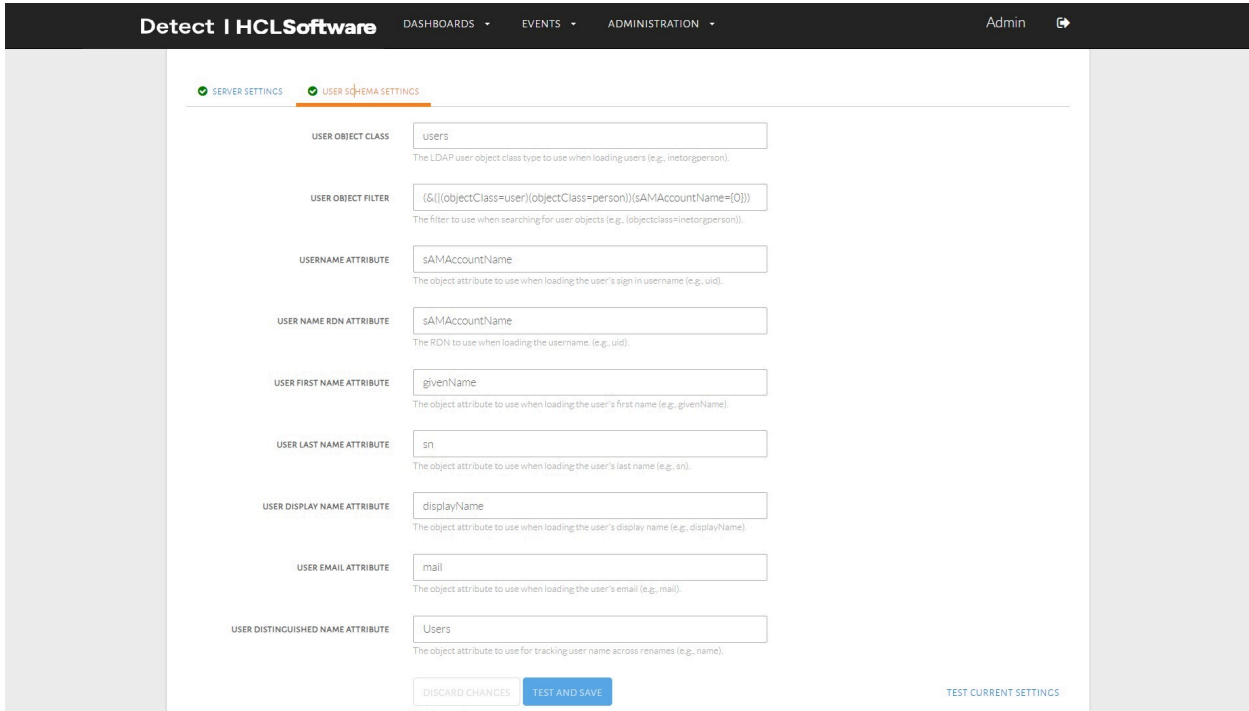 Detect | HCLSoftware DASHBOARDS EVENTS ADMINISTRATION Admin
SERVER SETTINGS USER SCHEMA SETTINGS
USER OBJECT CLASS users
The LDAP user object class type to use when loading users (e.g., inetorgperson).
USER OBJECT FILTER (&(|(objectClass=user)(objectClass=person))(sAMAccountName={0}))
The filter to use when searching for user objects (e.g., (objectclass=inetorgperson)).
USERNAME ATTRIBUTE sAMAccountName
The object attribute to use when loading the user's sign in username (e.g., uid).
USER NAME RDN ATTRIBUTE sAMAccountName
The RDN to use when loading the username. (e.g., uid).
USER FIRST NAME ATTRIBUTE givenName
The object attribute to use when loading the user's first name (e.g., givenName).
USER LAST NAME ATTRIBUTE sn
The object attribute to use when loading the user's last name (e.g., sn).
USER DISPLAY NAME ATTRIBUTE displayName
The object attribute to use when loading the user's display name (e.g., displayName).
USER EMAIL ATTRIBUTE mail
The object attribute to use when loading the user's email (e.g., mail).
USER DISTINGUISHED NAME ATTRIBUTE Users
The object attribute to use for tracking user name across renames (e.g., name).
DISCARD CHANGES TEST AND SAVE TEST CURRENT SETTINGS